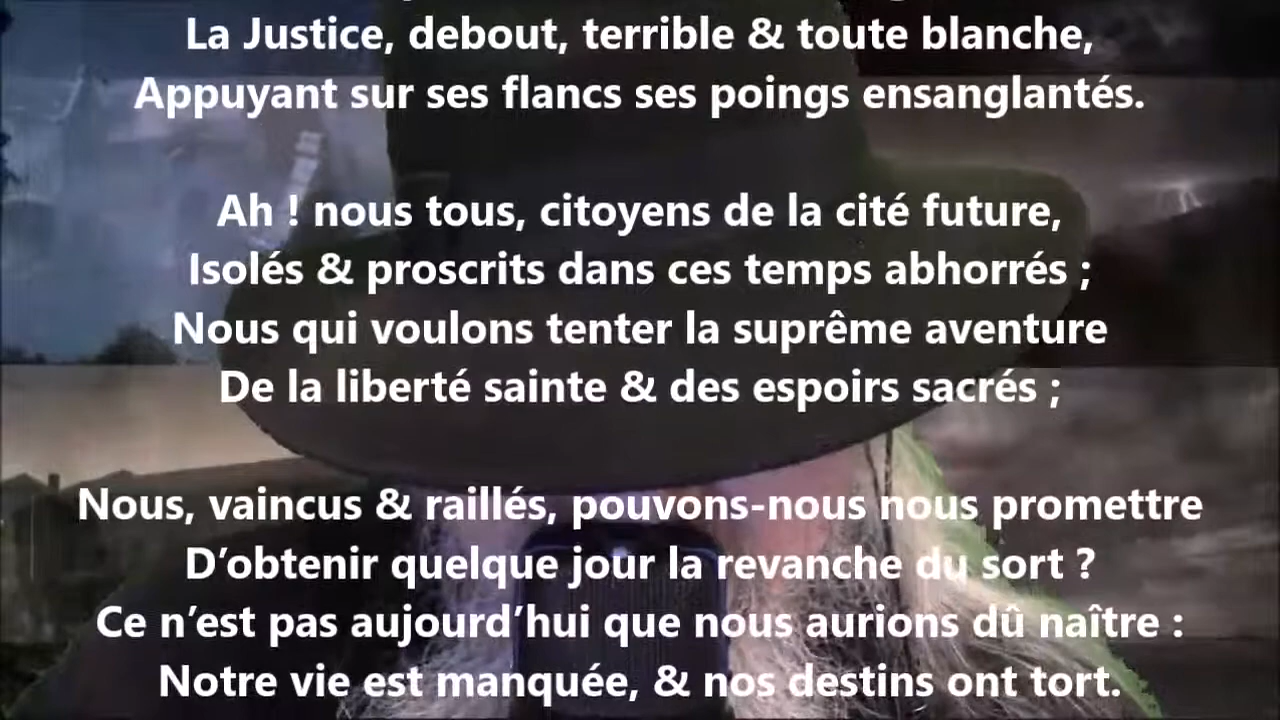 La Justice, debout, terrible & toute blanche,
Appuyant sur ses flancs ses poings ensanglantés.
Ah ! nous tous, citoyens de la cité future,
Isolés & proscrits dans ces temps abhorrés ;
Nous qui voulons tenter la suprême aventure
De la liberté sainte & des espoirs sacrés ;
Nous, vaincus & raillés, pouvons-nous nous promettre
D’obtenir quelque jour la revanche du sort ?
Ce n’est pas aujourd’hui que nous aurions dû naître :
Notre vie est manquée, & nos destins ont tort.